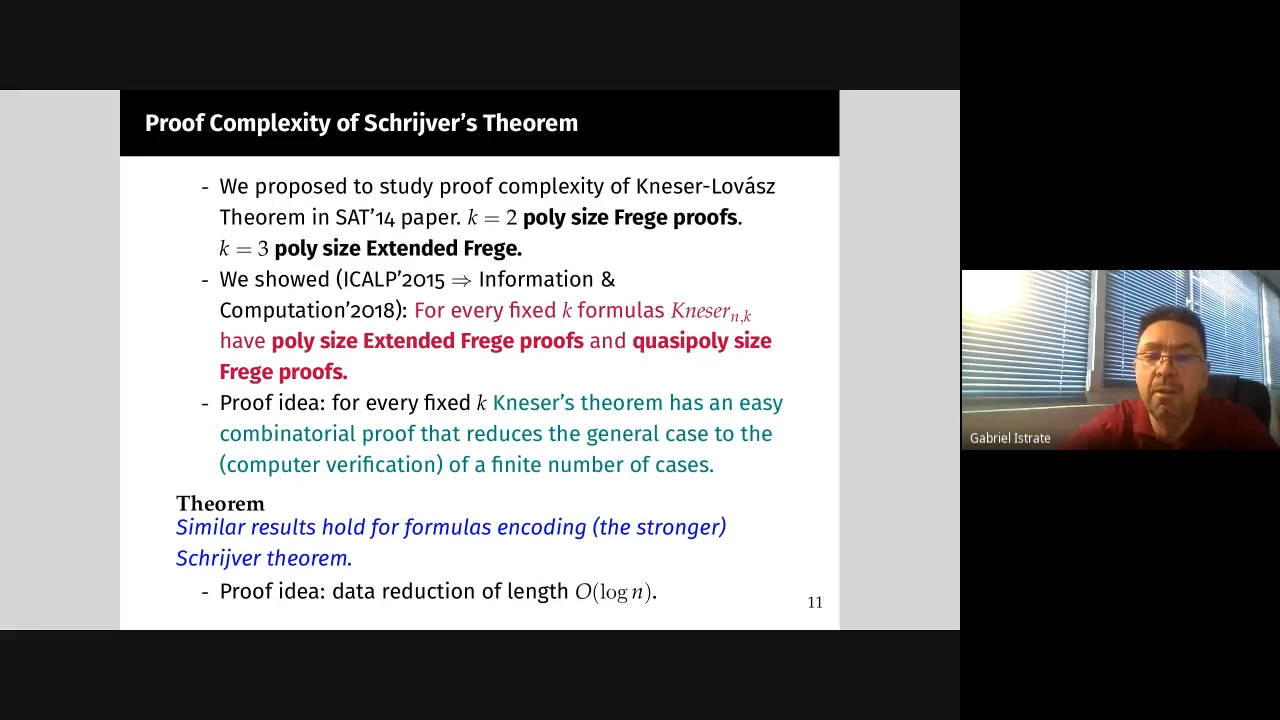 Proof Complexity of Schrijver's Theorem
- We proposed to study proof complexity of Kneser-Lovász
Theorem in SAT'14 paper. k = 2 poly size Frege proofs.
k = 3 poly size Extended Frege.
- We showed (ICALP'2015 ⇒ Information &
Computation'2018): For every fixed k formulas Kneser_{n,k}
have poly size Extended Frege proofs and quasipoly size
Frege proofs.
- Proof idea: for every fixed k Kneser's theorem has an easy
combinatorial proof that reduces the general case to the
(computer verification) of a finite number of cases.
Theorem
Similar results hold for formulas encoding (the stronger)
Schrijver theorem.
- Proof idea: data reduction of length O(log n).
11
Gabriel Istrate